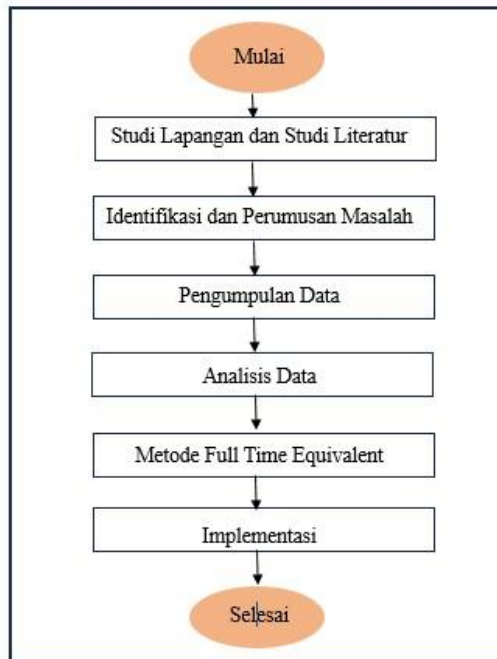 Mulai
Studi Lapangan dan Studi Literatur
Identifikasi dan Perumusan Masalah
Pengumpulan Data
Analisis Data
Metode Full Time Equivalent
Implementasi
Selesai